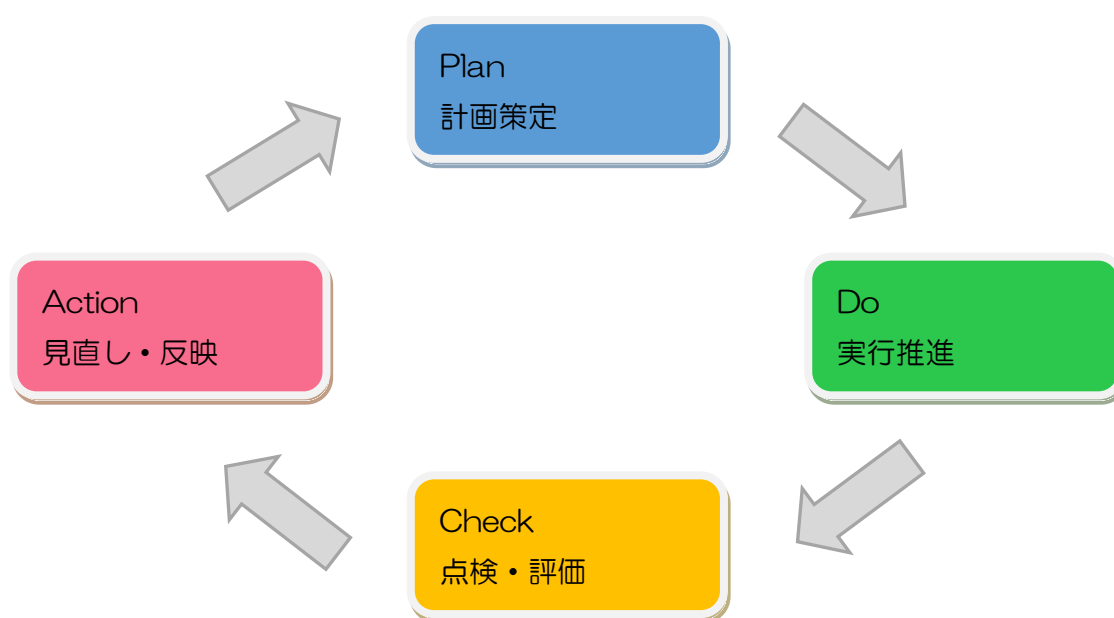 Plan
計画策定
Do
実行推進
Check
点検・評価
Action
見直し・反映